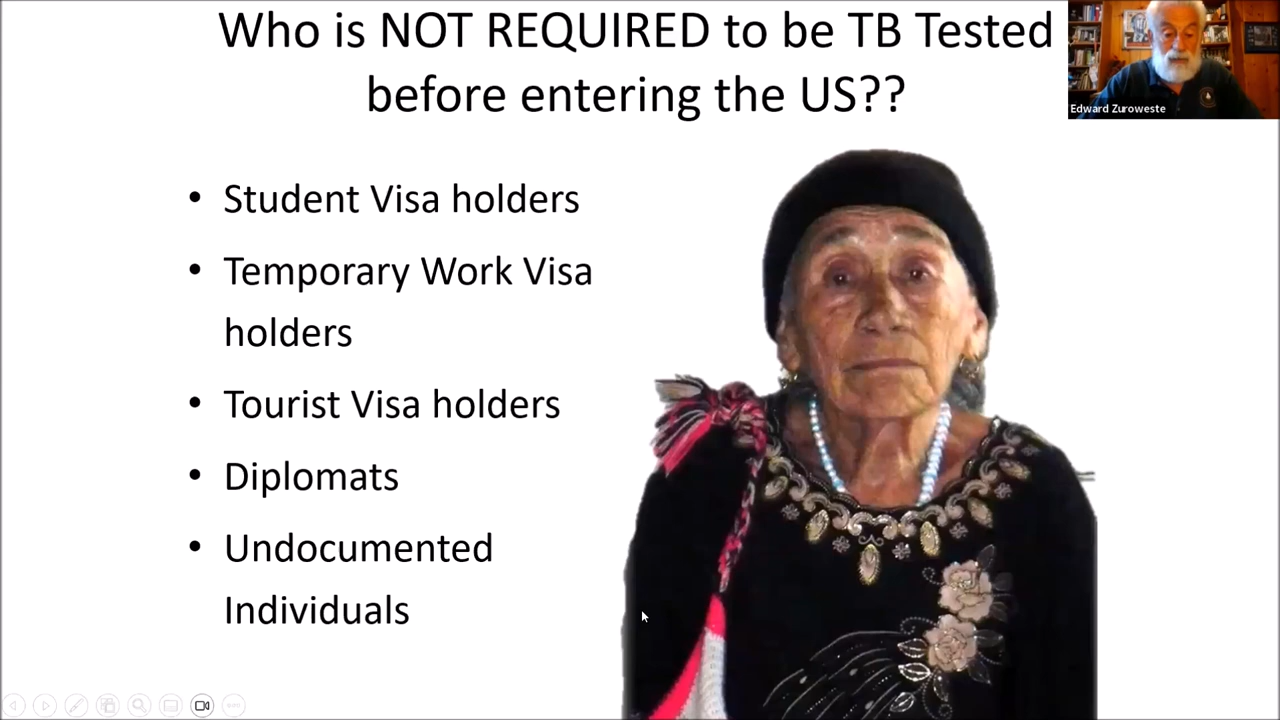 Who is NOT REQUIRED to be TB Tested
before entering the US??
Edward Zuroweste
• Student Visa holders
• Temporary Work Visa
holders
• Tourist Visa holders
• Diplomats
• Undocumented
Individuals